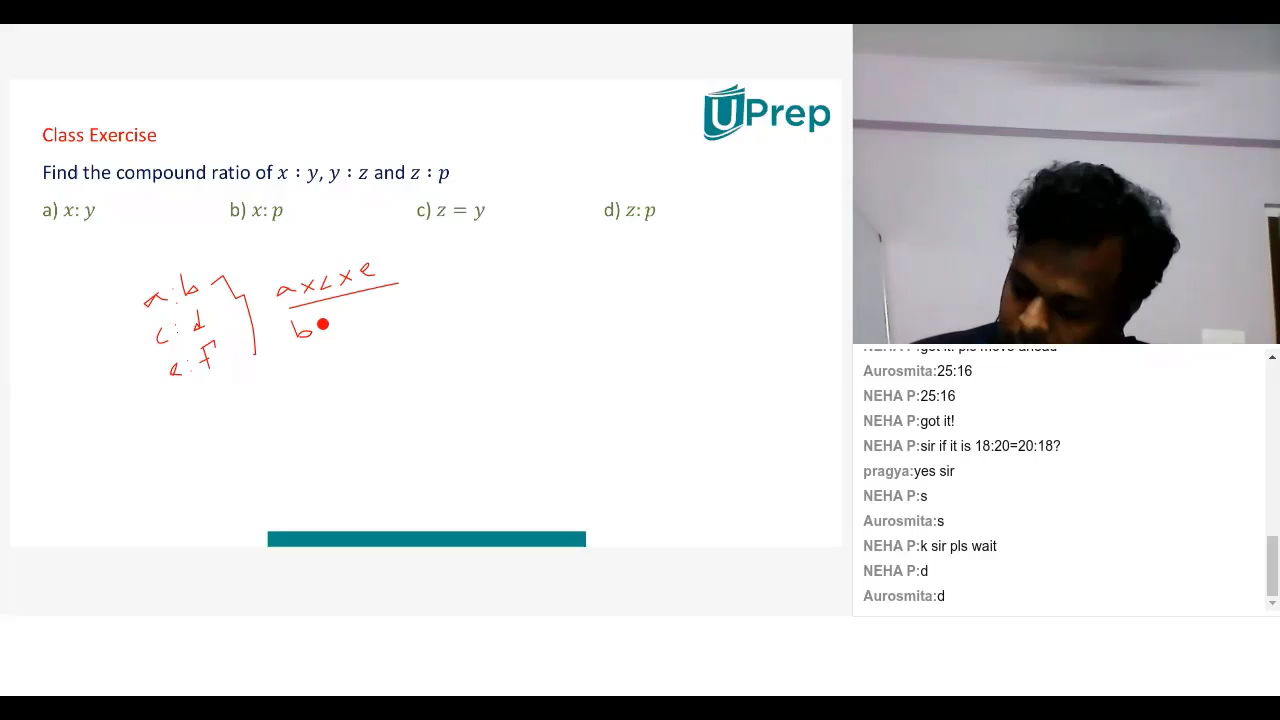 UPrep
Class Exercise
Find the compound ratio of x : y, y : z and z : p
a) x: y b) x: p c) z = y d) z: p
a:b
c:d
e:F
a×c×e
b
Aurosmita:25:16
NEHA P:25:16
NEHA P:got it!
NEHA P:sir if it is 18:20=20:18?
pragya:yes sir
NEHA P:s
Aurosmita:s
NEHA P:k sir pls wait
NEHA P:d
Aurosmita:d